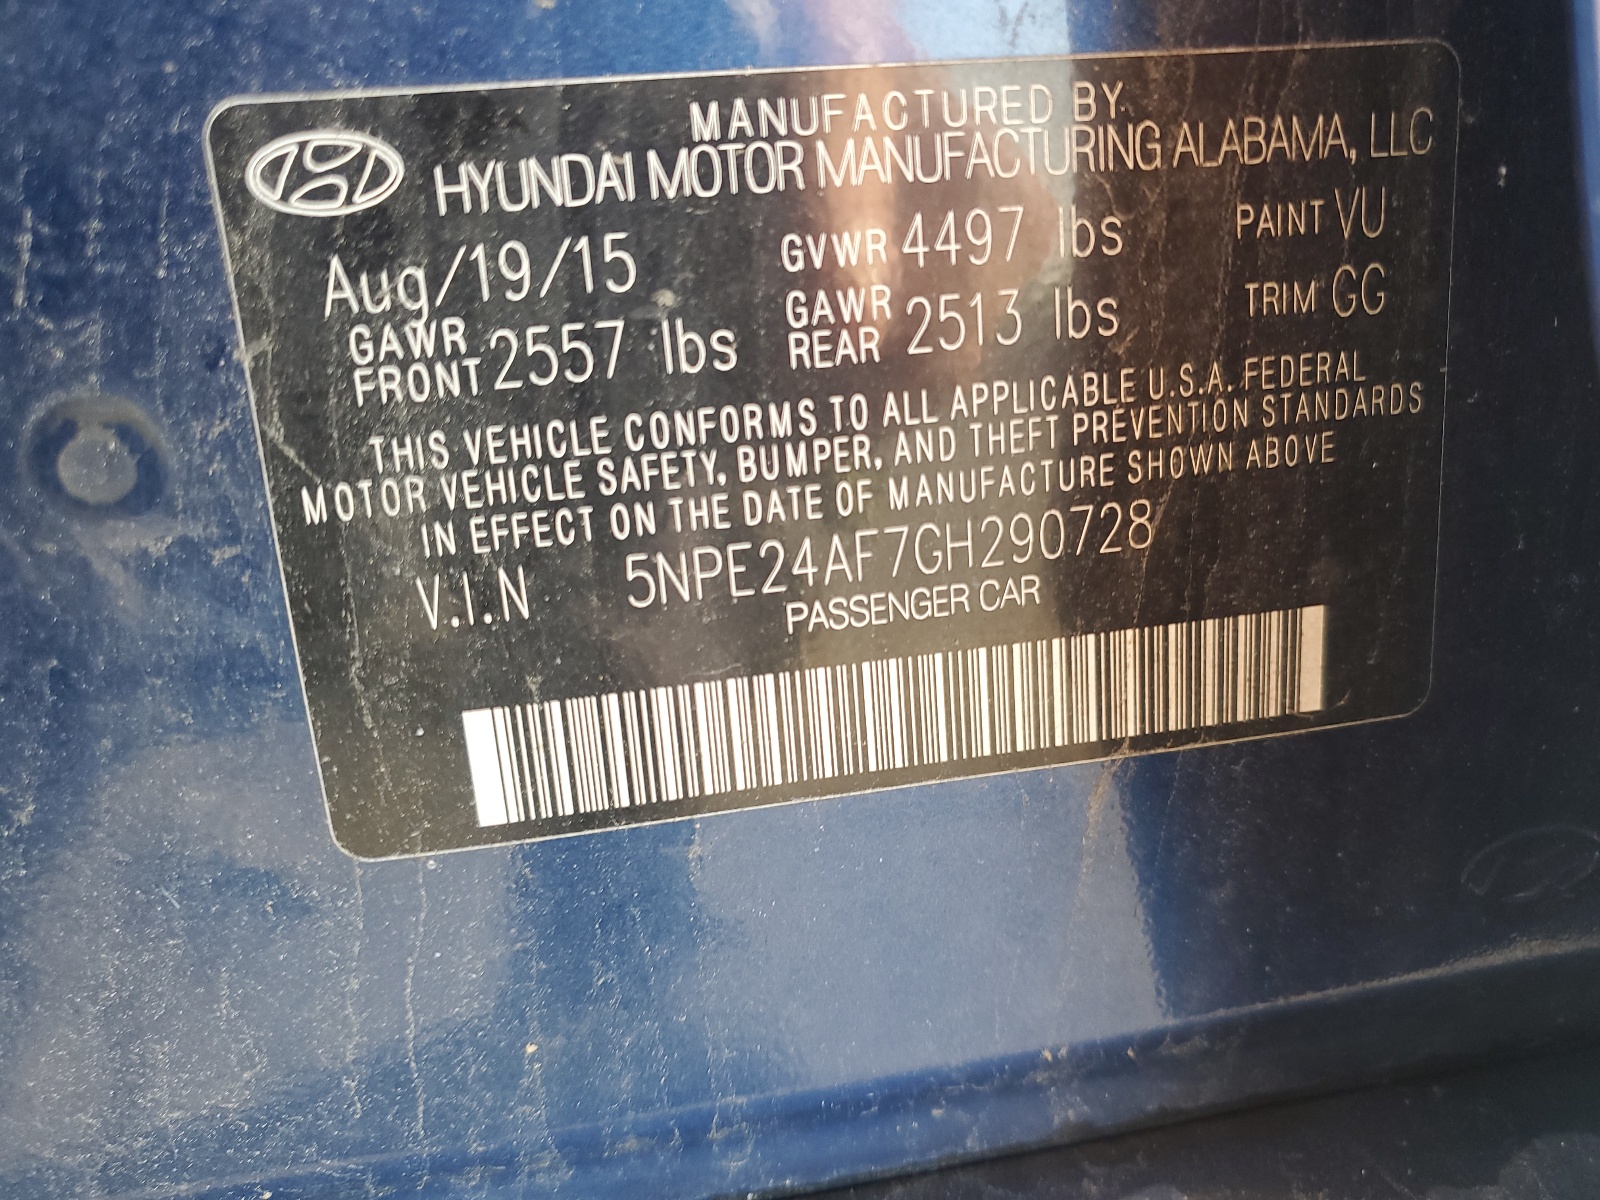 MANUFACTURED BY
HYUNDAI MOTOR MANUFACTURING ALABAMA, LLC
Aug/19/15 GVWR 4497 lbs PAINT VU
GAWR FRONT 2557 lbs GAWR REAR 2513 lbs TRIM GG
THIS VEHICLE CONFORMS TO ALL APPLICABLE U.S.A. FEDERAL
MOTOR VEHICLE SAFETY, BUMPER, AND THEFT PREVENTION STANDARDS
IN EFFECT ON THE DATE OF MANUFACTURE SHOWN ABOVE
V.I.N 5NPE24AF7GH290728
PASSENGER CAR